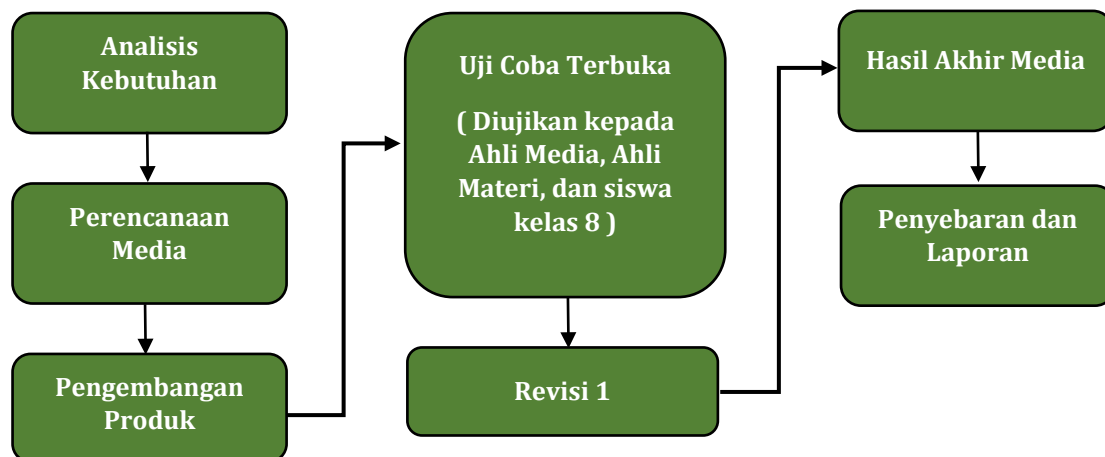 Analisis
Kebutuhan
Perencanaan
Media
Pengembangan
Produk
Uji Coba Terbuka
( Diujikan kepada
Ahli Media, Ahli
Materi, dan siswa
kelas 8 )
Revisi 1
Hasil Akhir Media
Penyebaran dan
Laporan